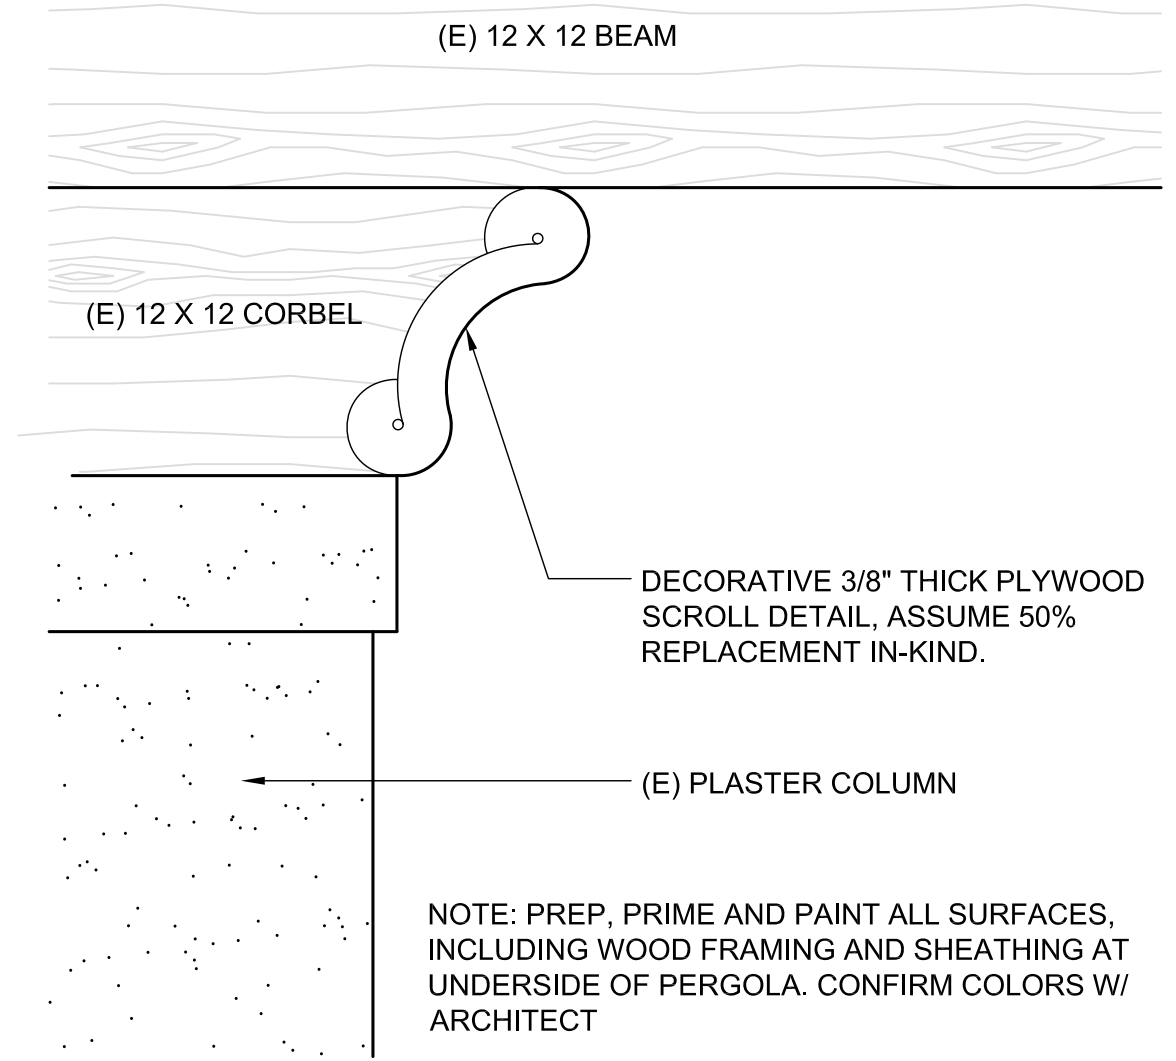 (E) 12 X 12 BEAM
(E) 12 X 12 CORBEL
DECORATIVE 3/8" THICK PLYWOOD
SCROLL DETAIL, ASSUME 50%
REPLACEMENT IN-KIND.
(E) PLASTER COLUMN
NOTE: PREP, PRIME AND PAINT ALL SURFACES,
INCLUDING WOOD FRAMING AND SHEATHING AT
UNDERSIDE OF PERGOLA. CONFIRM COLORS W/
ARCHITECT